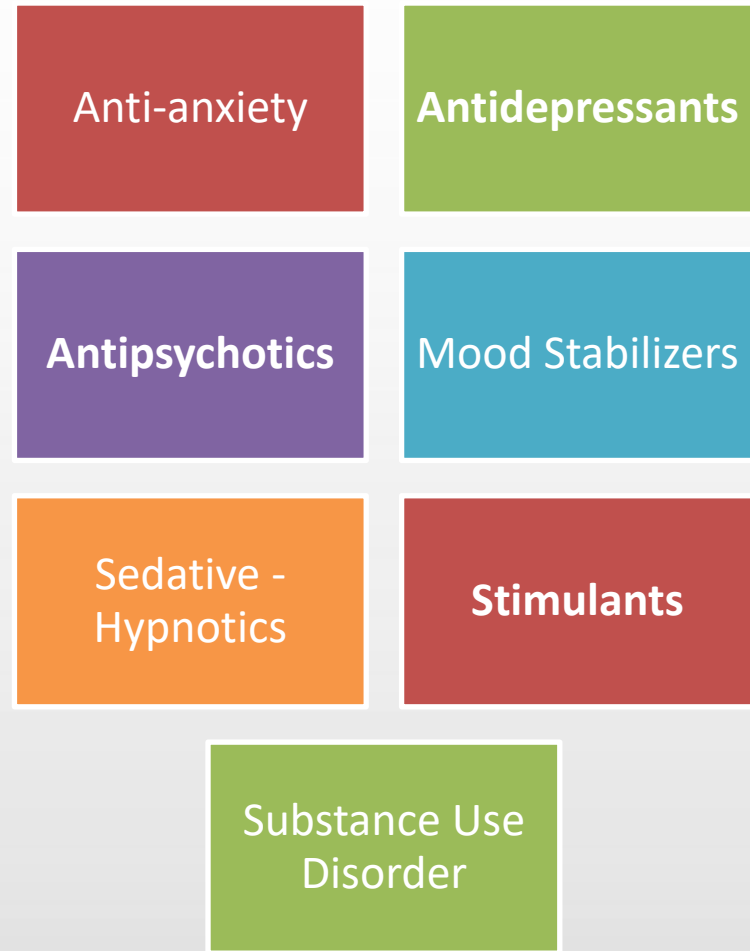 Anti-anxiety
Antidepressants
Antipsychotics
Mood Stabilizers
Sedative -
Hypnotics
Stimulants
Substance Use
Disorder